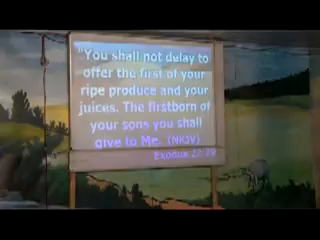 "You shall not delay to
offer the first of your
ripe produce and your
juices. The firstborn of
your sons you shall
give to Me. (NKJV)
Exodus 22:29